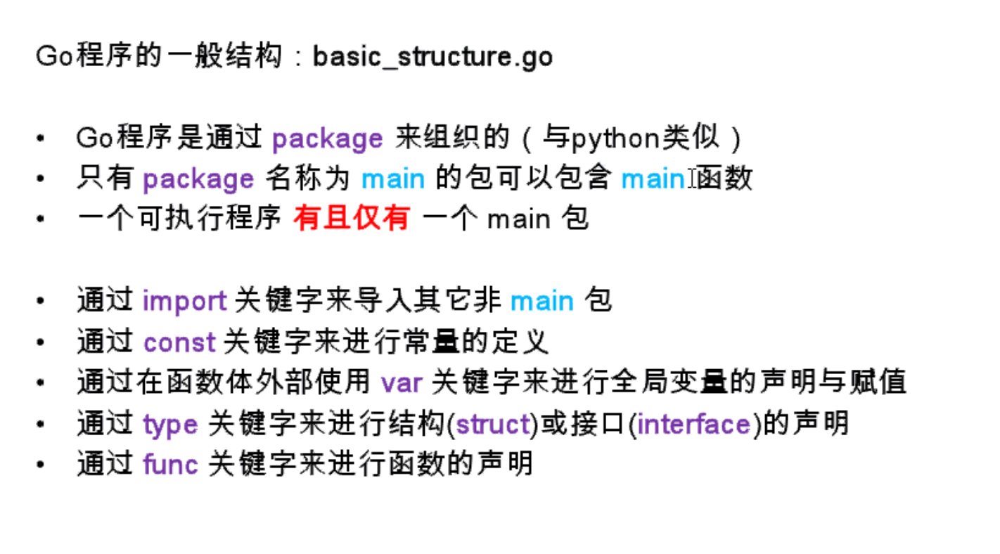 Go程序的一般结构：basic_structure.go
• Go程序是通过 package 来组织的（与python类似）
• 只有 package 名称为 main 的包可以包含 main 函数
• 一个可执行程序 有且仅有 一个 main 包
• 通过 import 关键字来导入其它非 main 包
• 通过 const 关键字来进行常量的定义
• 通过在函数体外部使用 var 关键字来进行全局变量的声明与赋值
• 通过 type 关键字来进行结构(struct)或接口(interface)的声明
• 通过 func 关键字来进行函数的声明